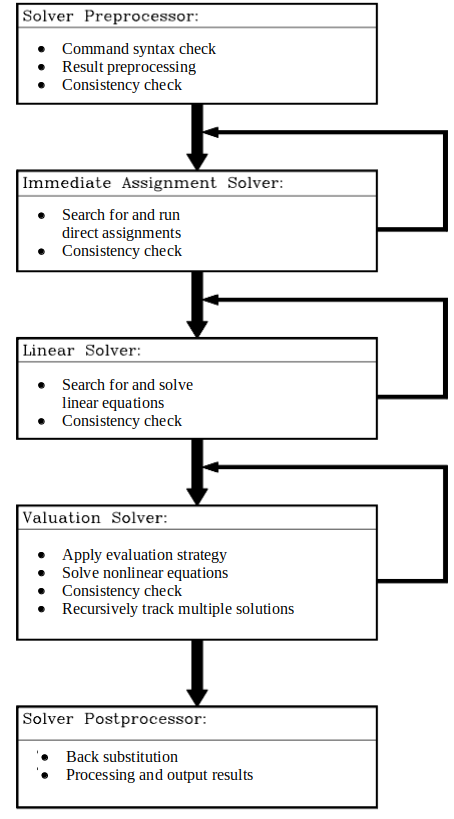 Solver Preprocessor:
● Command syntax check
● Result preprocessing
● Consistency check
Immediate Assignment Solver:
● Search for and run
direct assignments
● Consistency check
Linear Solver:
● Search for and solve
linear equations
● Consistency check
Valuation Solver:
● Apply evaluation strategy
● Solve nonlinear equations
● Consistency check
● Recursively track multiple solutions
Solver Postprocessor:
● Back substitution
● Processing and output results